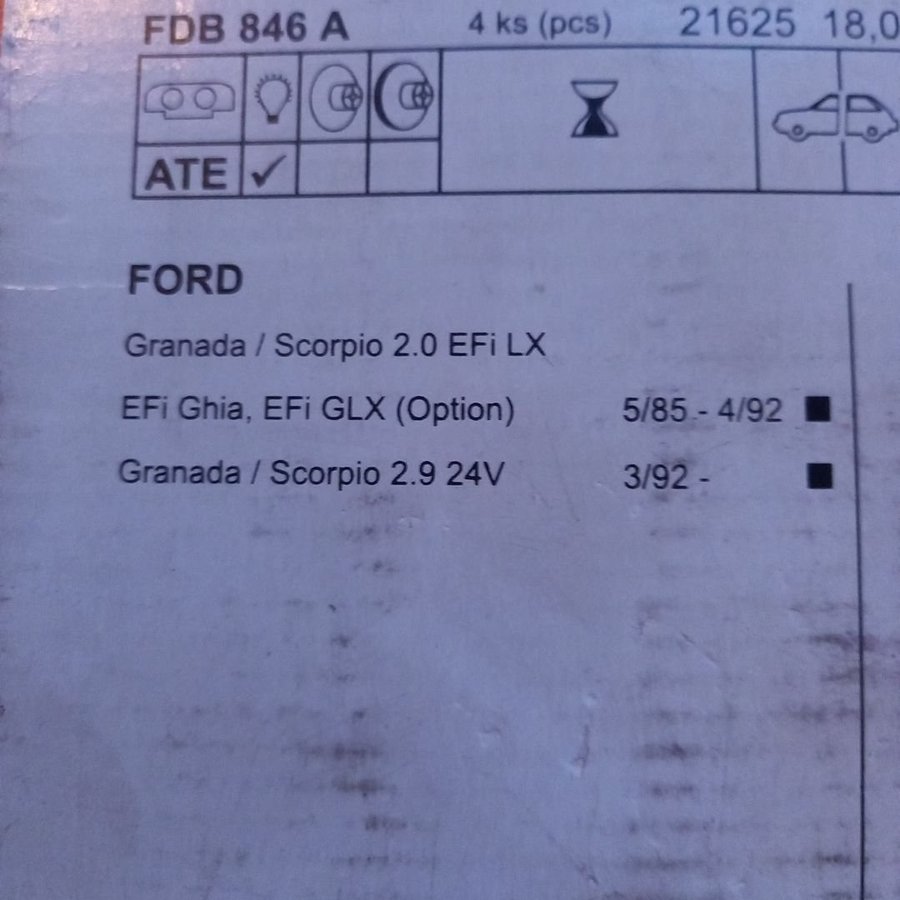 FDB 846 A 4 ks (pcs) 21625 18,0
ATE ✓
FORD
Granada / Scorpio 2.0 EFi LX
EFi Ghia, EFi GLX (Option) 5/85 - 4/92 ■
Granada / Scorpio 2.9 24V 3/92 - ■